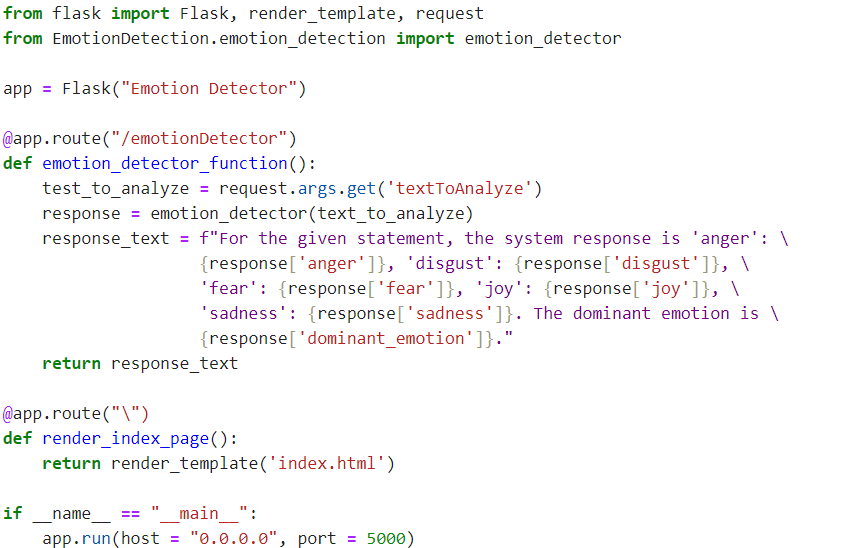 from flask import Flask, render_template, request
from EmotionDetection.emotion_detection import emotion_detector

app = Flask("Emotion Detector")

@app.route("/emotionDetector")
def emotion_detector_function():
    test_to_analyze = request.args.get('textToAnalyze')
    response = emotion_detector(text_to_analyze)
    response_text = f"For the given statement, the system response is 'anger': \
                    {response['anger']}, 'disgust': {response['disgust']}, \
                    'fear': {response['fear']}, 'joy': {response['joy']}, \
                    'sadness': {response['sadness']}. The dominant emotion is \
                    {response['dominant_emotion']}."
    return response_text

@app.route("\")
def render_index_page():
    return render_template('index.html')

if __name__ == "__main__":
    app.run(host = "0.0.0.0", port = 5000)